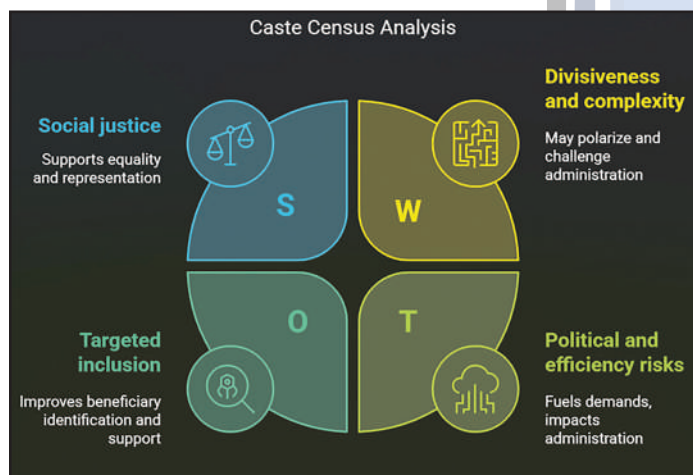 Caste Census Analysis
Social justice
Supports equality
and representation
S
Divisiveness
and complexity
May polarize and
challenge
administration
W
Targeted
inclusion
Improves beneficiary
identification and
support
O
T
Political and
efficiency risks
Fuels demands,
impacts
administration